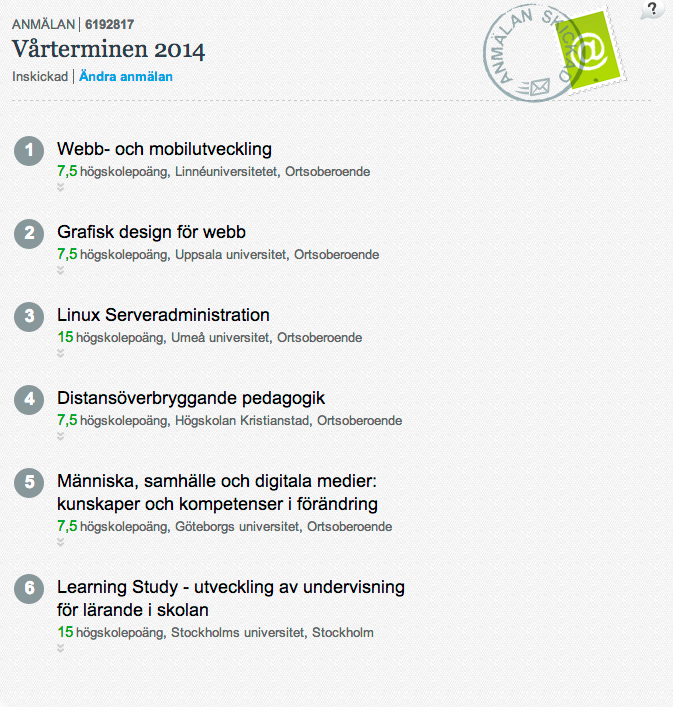 ANMÄLAN | 6192817
Vårterminen 2014
Inskickad | Ändra anmälan
ANMÄLAN SKICKAD
@
?
1 Webb- och mobilutveckling
7,5 högskolepoäng, Linnéuniversitetet, Ortsoberoende
2 Grafisk design för webb
7,5 högskolepoäng, Uppsala universitet, Ortsoberoende
3 Linux Serveradministration
15 högskolepoäng, Umeå universitet, Ortsoberoende
4 Distansöverbryggande pedagogik
7,5 högskolepoäng, Högskolan Kristianstad, Ortsoberoende
5 Människa, samhälle och digitala medier:
kunskaper och kompetenser i förändring
7,5 högskolepoäng, Göteborgs universitet, Ortsoberoende
6 Learning Study - utveckling av undervisning
för lärande i skolan
15 högskolepoäng, Stockholms universitet, Stockholm